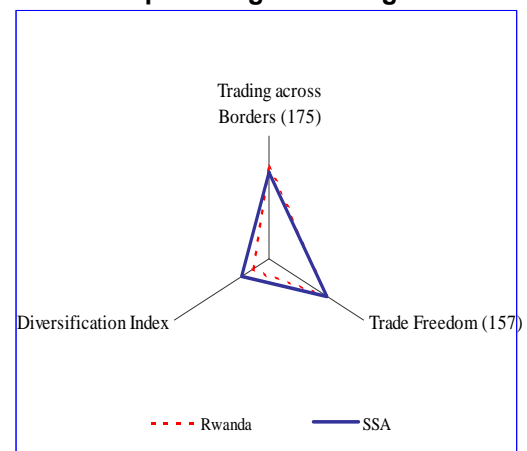 Trading across
Borders (175)
Diversification Index
Trade Freedom (157)
Rwanda
SSA